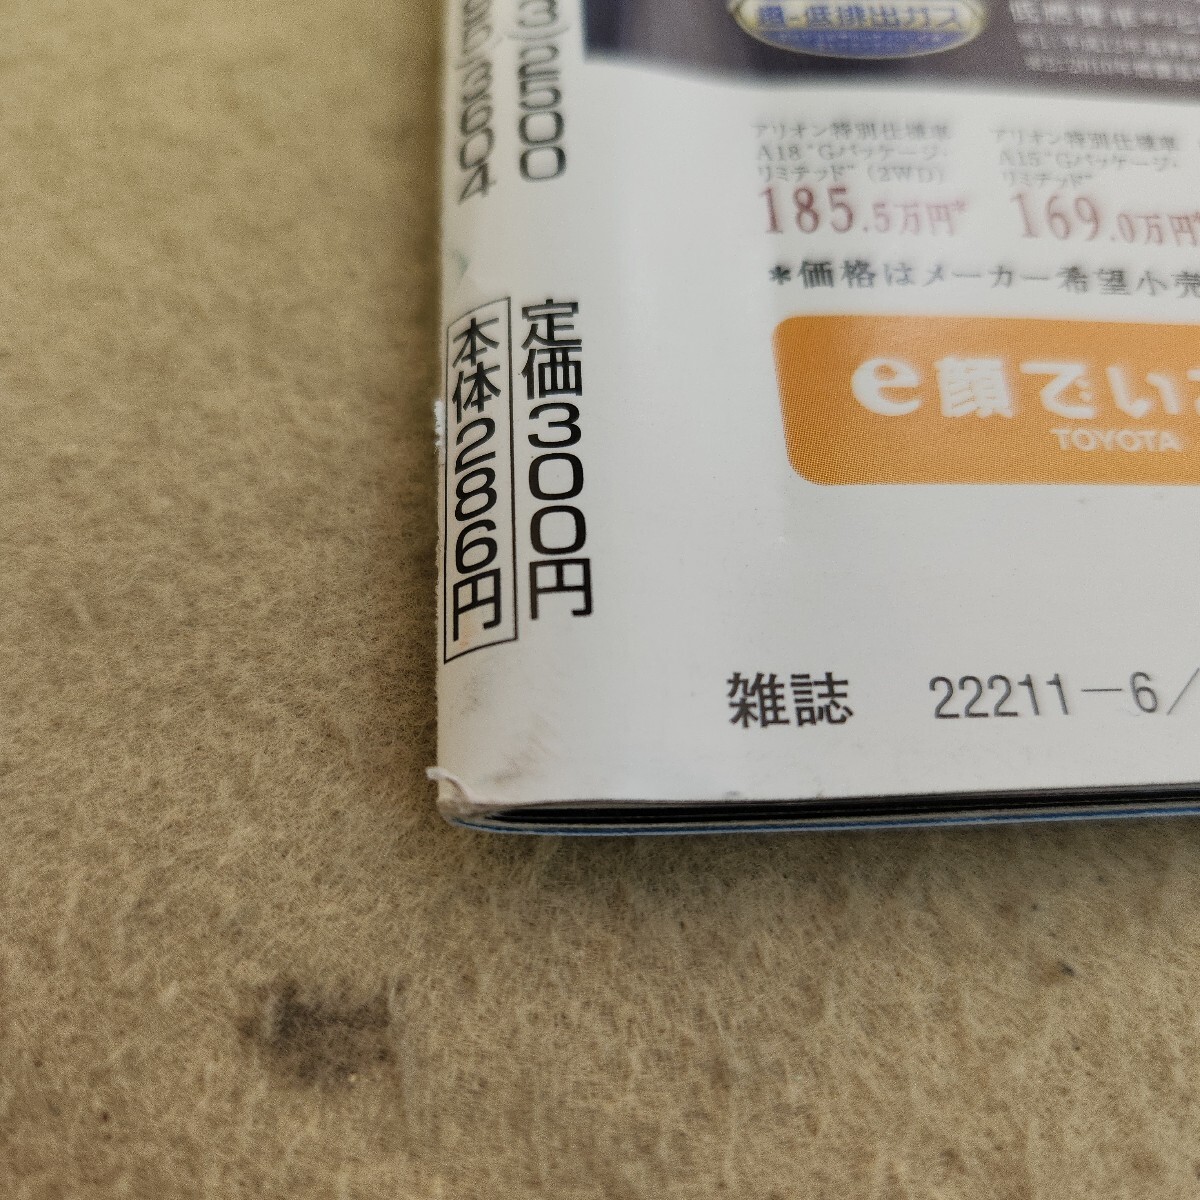 3)2500
3604
超-低排出ガス
アリオン特別仕様車
A18"Gパッケージ・
リミテッド"(2WD)
185.5万円*
アリオン特別仕様車
A15"Gパッケージ・
リミテッド"
169.0万円*
*価格はメーカー希望小売
e顔でい
TOYOTA
定価300円
本体286円
雑誌 22211-6/